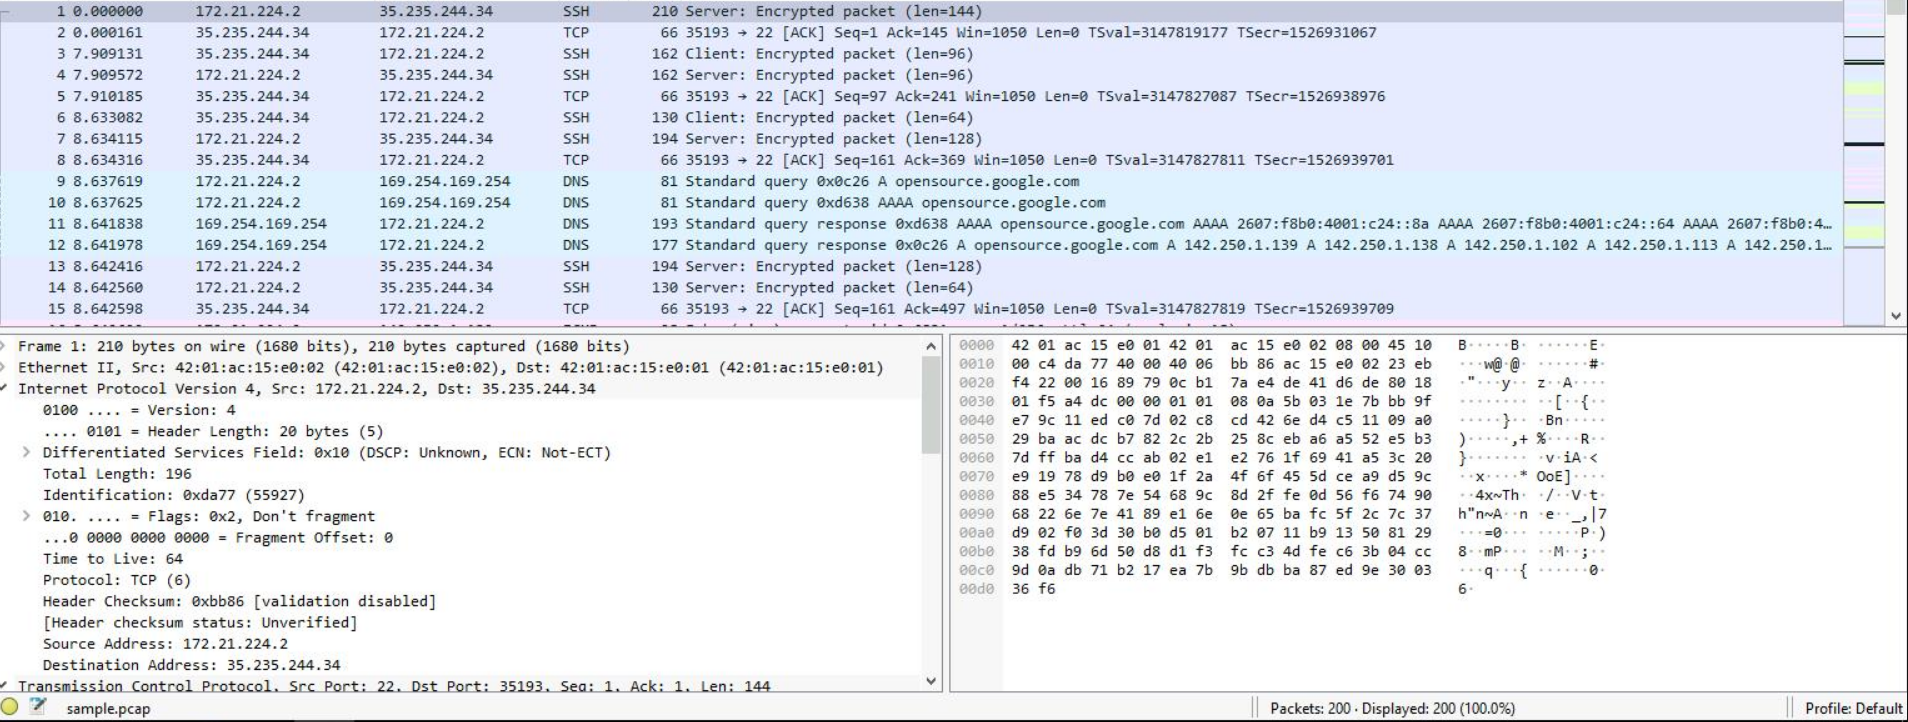 1 0.000000 172.21.224.2 35.235.244.34 SSH 210 Server: Encrypted packet (len=144)
2 0.000161 35.235.244.34 172.21.224.2 TCP 66 35193 → 22 [ACK] Seq=1 Ack=145 Win=1050 Len=0 TSval=3147819177 TSecr=1526931067
3 7.909131 35.235.244.34 172.21.224.2 SSH 162 Client: Encrypted packet (len=96)
4 7.909572 172.21.224.2 35.235.244.34 SSH 162 Server: Encrypted packet (len=96)
5 7.910185 35.235.244.34 172.21.224.2 TCP 66 35193 → 22 [ACK] Seq=97 Ack=241 Win=1050 Len=0 TSval=3147827087 TSecr=1526938976
6 8.633082 35.235.244.34 172.21.224.2 SSH 130 Client: Encrypted packet (len=64)
7 8.634115 172.21.224.2 35.235.244.34 SSH 194 Server: Encrypted packet (len=128)
8 8.634316 35.235.244.34 172.21.224.2 TCP 66 35193 → 22 [ACK] Seq=161 Ack=369 Win=1050 Len=0 TSval=3147827811 TSecr=1526939701
9 8.637619 172.21.224.2 169.254.169.254 DNS 81 Standard query 0x0c26 A opensource.google.com
10 8.637625 172.21.224.2 169.254.169.254 DNS 81 Standard query 0xd638 AAAA opensource.google.com
11 8.641838 169.254.169.254 172.21.224.2 DNS 193 Standard query response 0xd638 AAAA opensource.google.com AAAA 2607:f8b0:4001:c24::8a AAAA 2607:f8b0:4001:c24::64 AAAA 2607:f8b0:4…
12 8.641978 169.254.169.254 172.21.224.2 DNS 177 Standard query response 0x0c26 A opensource.google.com A 142.250.1.139 A 142.250.1.138 A 142.250.1.102 A 142.250.1.113 A 142.250.1…
13 8.642416 172.21.224.2 35.235.244.34 SSH 194 Server: Encrypted packet (len=128)
14 8.642560 172.21.224.2 35.235.244.34 SSH 130 Server: Encrypted packet (len=64)
15 8.642598 35.235.244.34 172.21.224.2 TCP 66 35193 → 22 [ACK] Seq=161 Ack=497 Win=1050 Len=0 TSval=3147827819 TSecr=1526939709
Frame 1: 210 bytes on wire (1680 bits), 210 bytes captured (1680 bits)
Ethernet II, Src: 42:01:ac:15:e0:02 (42:01:ac:15:e0:02), Dst: 42:01:ac:15:e0:01 (42:01:ac:15:e0:01)
Internet Protocol Version 4, Src: 172.21.224.2, Dst: 35.235.244.34
0100 .... = Version: 4
.... 0101 = Header Length: 20 bytes (5)
Differentiated Services Field: 0x10 (DSCP: Unknown, ECN: Not-ECT)
Total Length: 196
Identification: 0xda77 (55927)
010. .... = Flags: 0x2, Don't fragment
...0 0000 0000 0000 = Fragment Offset: 0
Time to Live: 64
Protocol: TCP (6)
Header Checksum: 0xbb86 [validation disabled]
[Header checksum status: Unverified]
Source Address: 172.21.224.2
Destination Address: 35.235.244.34
Transmission Control Protocol, Src Port: 22, Dst Port: 35193, Seq: 1, Ack: 1, Len: 144
0000 42 01 ac 15 e0 01 42 01 ac 15 e0 02 08 00 45 10 B·····B· ······E·
0010 00 c4 da 77 40 00 40 06 bb 86 ac 15 e0 02 23 eb ···w@·@· ······#·
0020 f4 22 00 16 89 79 0c b1 7a e4 de 41 d6 de 80 18 ·"···y·· z··A····
0030 01 f5 a4 dc 00 00 01 01 08 0a 5b 03 1e 7b bb 9f ········ ··[··{··
0040 e7 9c 11 ed c0 7d 02 c8 cd 42 6e d4 c5 11 09 a0 ·····}·· ·Bn·····
0050 29 ba ac dc b7 82 2c 2b 25 8c eb a6 a5 52 e5 b3 )·····,+ %····R··
0060 7d ff ba d4 cc ab 02 e1 e2 76 1f 69 41 a5 3c 20 }······· ·v·iA·<
0070 e9 19 78 d9 b0 e0 1f 2a 4f 6f 45 5d ce a9 d5 9c ··x····* OoE]····
0080 88 e5 34 78 7e 54 68 9c 8d 2f fe 0d 56 f6 74 90 ··4x~Th· ·/··V·t·
0090 68 22 6e 7e 41 89 e1 6e 0e 65 ba fc 5f 2c 7c 37 h"n~A··n ·e··_,|7
00a0 d9 02 f0 3d 30 b0 d5 01 b2 07 11 b9 13 50 81 29 ···=0··· ·····P·)
00b0 38 fd b9 6d 50 d8 d1 f3 fc c3 4d fe c6 3b 04 cc 8··mP··· ··M··;··
00c0 9d 0a db 71 b2 17 ea 7b 9b db ba 87 ed 9e 30 03 ···q···{ ······0·
00d0 36 f6 6·
sample.pcap
Packets: 200 · Displayed: 200 (100.0%)
Profile: Default